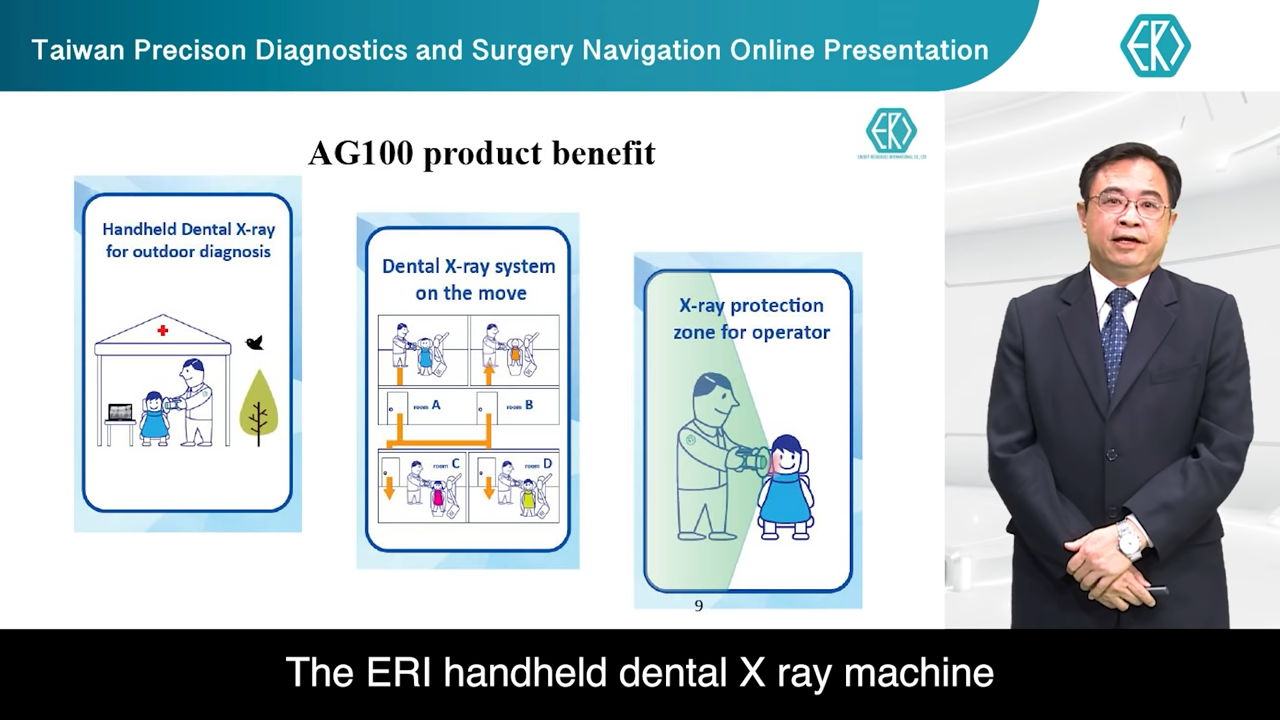 Taiwan Precison Diagnostics and Surgery Navigation Online Presentation
ERI
ERI
AG100 product benefit
Handheld Dental X-ray
for outdoor diagnosis
Dental X-ray system
on the move
room A
room B
room C
room D
X-ray protection
zone for operator
9
The ERI handheld dental X ray machine